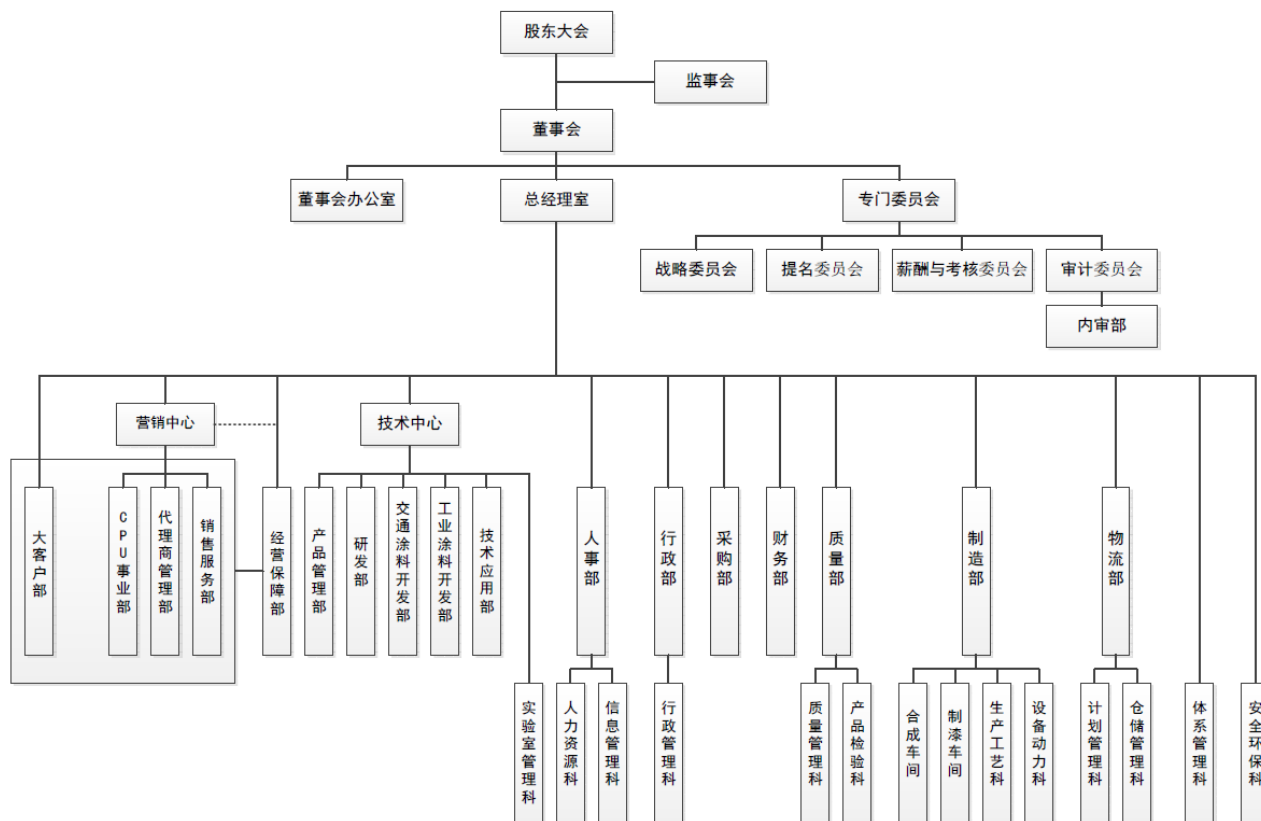 股东大会
监事会
董事会
董事会办公室
总经理室
专门委员会
战略委员会
提名委员会
薪酬与考核委员会
审计委员会
内审部
营销中心
技术中心
大客户部
CPU事业部
代理商管理部
销售服务部
经营保障部
产品管理部
研发部
交通涂料开发部
工业涂料开发部
技术应用部
人事部
行政部
采购部
财务部
质量部
制造部
物流部
实验室管理科
人力资源科
信息管理科
行政管理科
质量管理科
产品检验科
合成车间
制漆车间
生产工艺科
设备动力科
计划管理科
仓储管理科
体系管理科
安全环保科